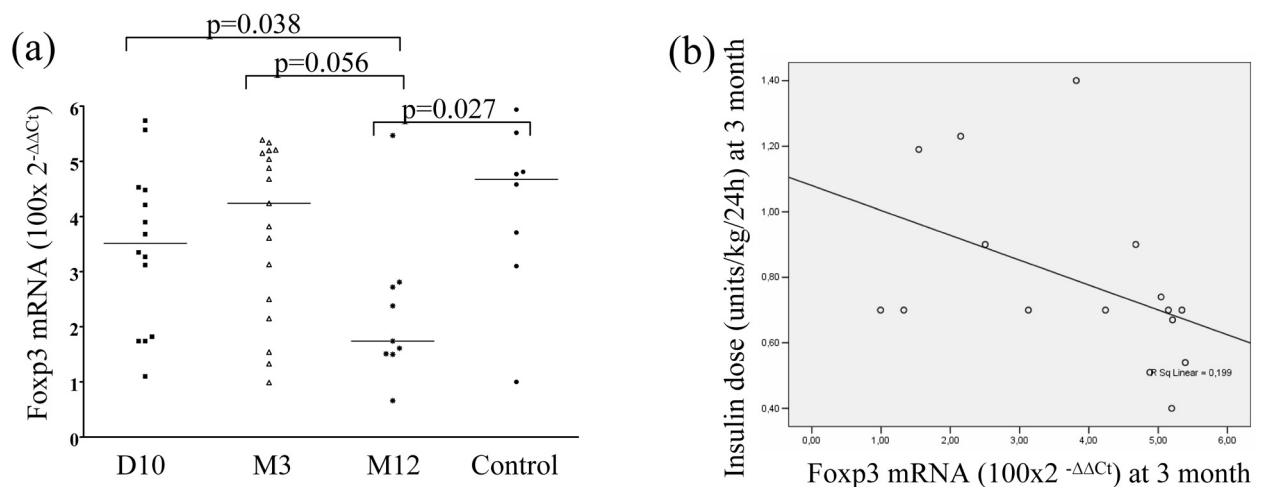 (a)
p=0.038
p=0.056
p=0.027
Foxp3 mRNA (100x 2-ΔΔCt)
6
5
4
3
2
1
0
D10 M3 M12 Control
(b)
Insulin dose (units/kg/24h) at 3 month
1,40
1,20
1,00
0,80
0,60
0,40
R Sq Linear = 0,199
0,00 1,00 2,00 3,00 4,00 5,00 6,00
Foxp3 mRNA (100x2 -ΔΔCt) at 3 month